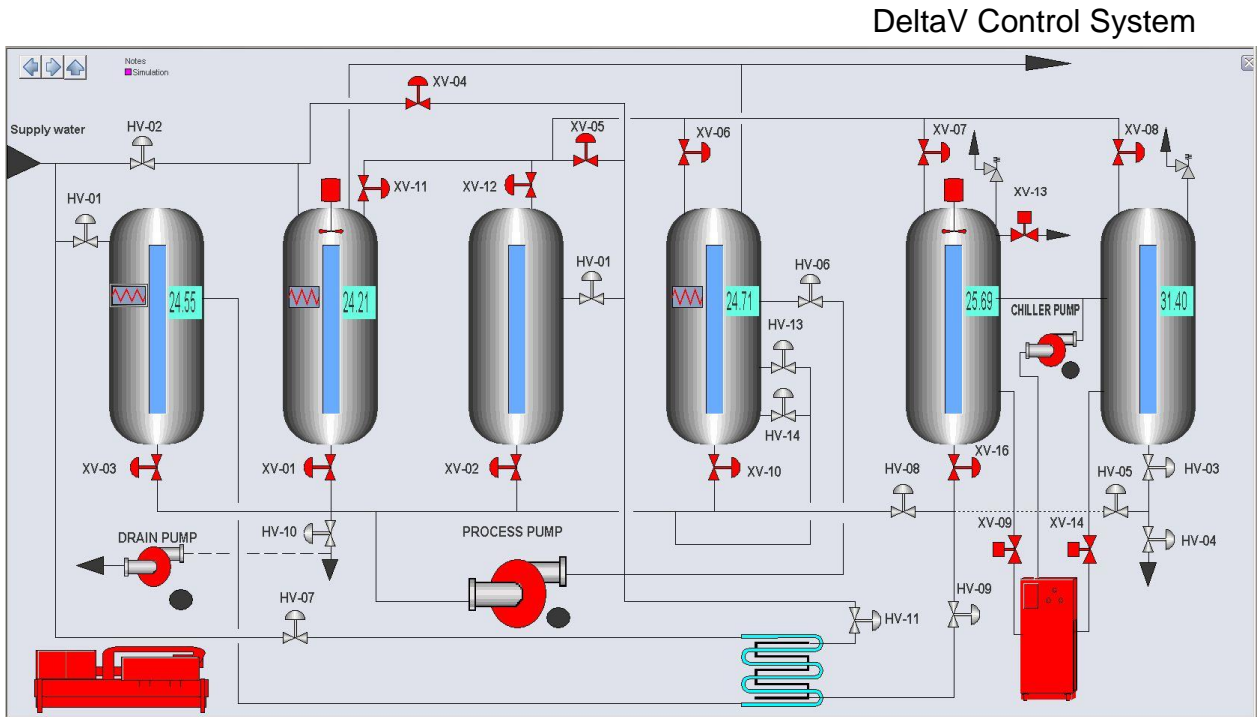 DeltaV Control System
Notes
Simulation
XV-04
Supply water
HV-02
XV-05
XV-06
XV-07
XV-08
XV-11
XV-12
XV-13
HV-01
HV-01
HV-06
24.55
24.21
24.71
25.69
31.40
CHILLER PUMP
HV-13
HV-14
XV-03
XV-01
XV-02
XV-10
HV-08
XV-16
HV-05
HV-03
XV-09
XV-14
HV-04
DRAIN PUMP
HV-10
PROCESS PUMP
HV-07
HV-09
HV-11